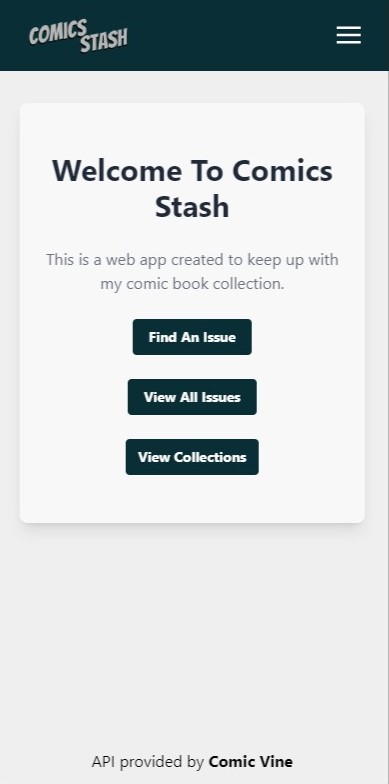 COMICS
STASH
Welcome To Comics
Stash
This is a web app created to keep up with
my comic book collection.
Find An Issue
View All Issues
View Collections
API provided by Comic Vine